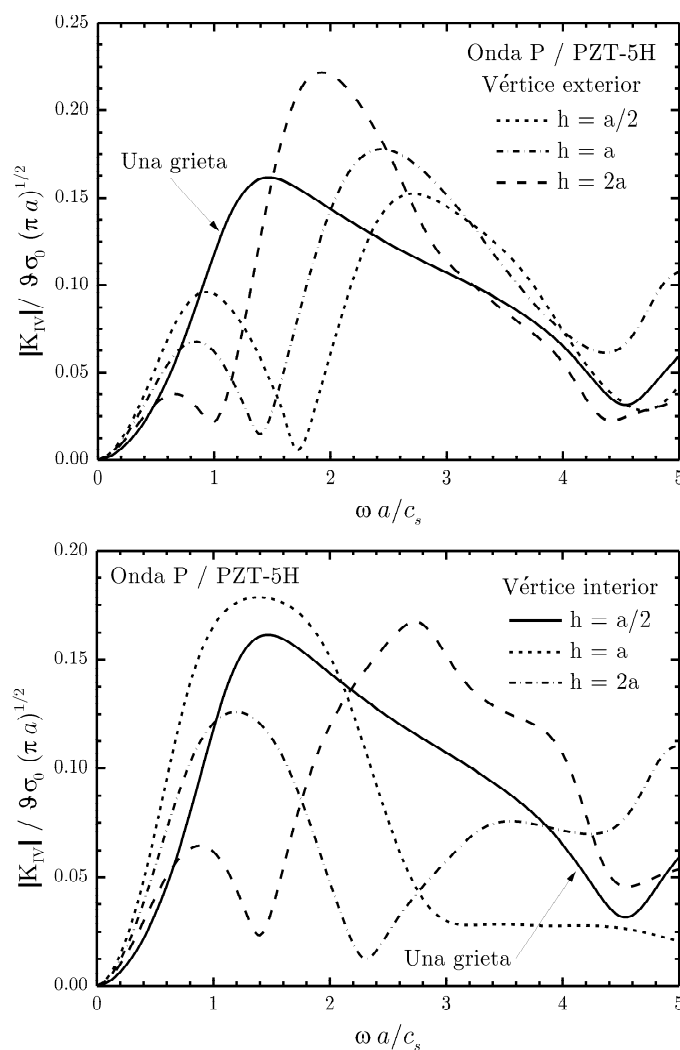 0.25
0.20
0.15
0.10
0.05
0.00
|K_IV| / ϑσ_0 (π a)^1/2
Onda P / PZT-5H
Vértice exterior
h = a/2
h = a
h = 2a
Una grieta
0 1 2 3 4 5
ω a/c_s
0.20
0.15
0.10
0.05
0.00
|K_IV| / ϑσ_0 (π a)^1/2
Onda P / PZT-5H
Vértice interior
h = a/2
h = a
h = 2a
Una grieta
0 1 2 3 4 5
ω a/c_s